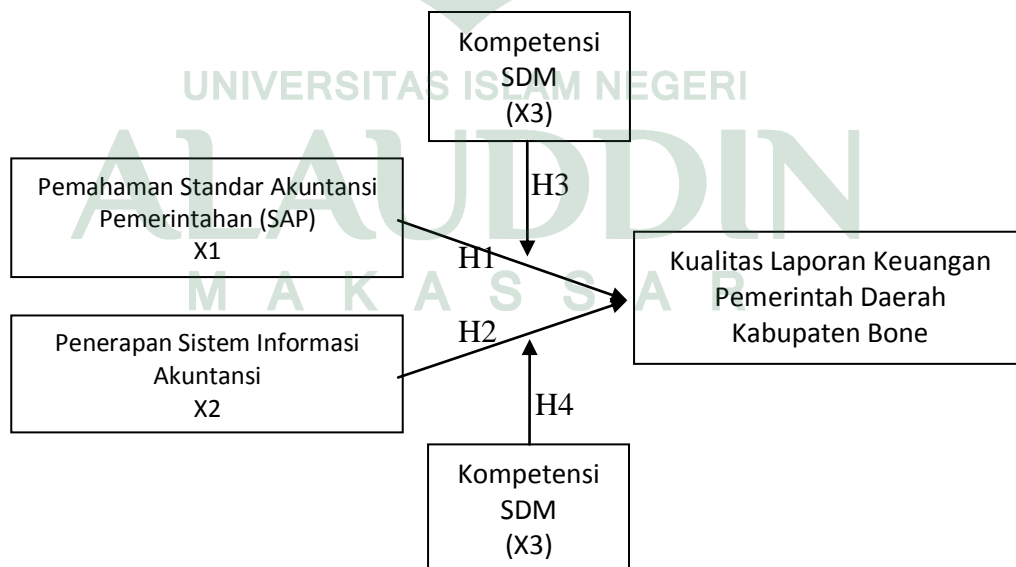 Kompetensi
SDM
(X3)
UNIVERSITAS ISLAM NEGERI
ALAUDDIN
MAKASSAR
H3
Pemahaman Standar Akuntansi
Pemerintahan (SAP)
X1
H1
Kualitas Laporan Keuangan
Pemerintah Daerah
Kabupaten Bone
Penerapan Sistem Informasi
Akuntansi
X2
H2
H4
Kompetensi
SDM
(X3)